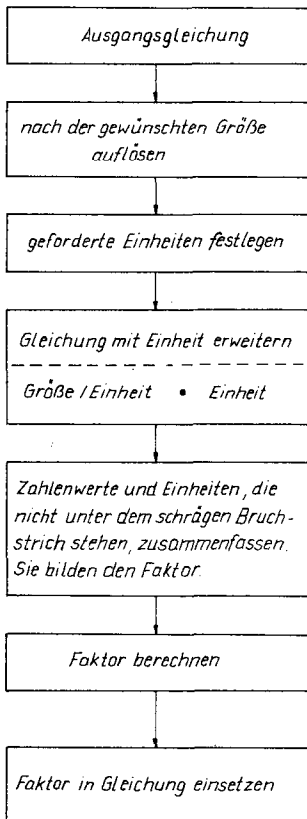 Ausgangsgleichung
nach der gewünschten Größe
auflösen
geforderte Einheiten festlegen
Gleichung mit Einheit erweitern
Größe / Einheit • Einheit
Zahlenwerte und Einheiten, die
nicht unter dem schrägen Bruch-
strich stehen, zusammenfassen.
Sie bilden den Faktor.
Faktor berechnen
Faktor in Gleichung einsetzen